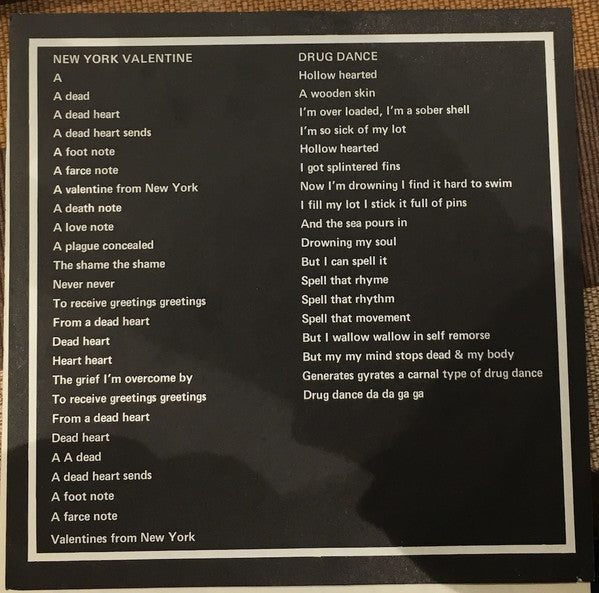 NEW YORK VALENTINE
A
A dead
A dead heart
A dead heart sends
A foot note
A farce note
A valentine from New York
A death note
A love note
A plague concealed
The shame the shame
Never never
To receive greetings greetings
From a dead heart
Dead heart
Heart heart
The grief I'm overcome by
To receive greetings greetings
From a dead heart
Dead heart
A A dead
A dead heart sends
A foot note
A farce note
Valentines from New York
DRUG DANCE
Hollow hearted
A wooden skin
I'm over loaded, I'm a sober shell
I'm so sick of my lot
Hollow hearted
I got splintered fins
Now I'm drowning I find it hard to swim
I fill my lot I stick it full of pins
And the sea pours in
Drowning my soul
But I can spell it
Spell that rhyme
Spell that rhythm
Spell that movement
But I wallow wallow in self remorse
But my my mind stops dead & my body
Generates gyrates a carnal type of drug dance
Drug dance da da ga ga